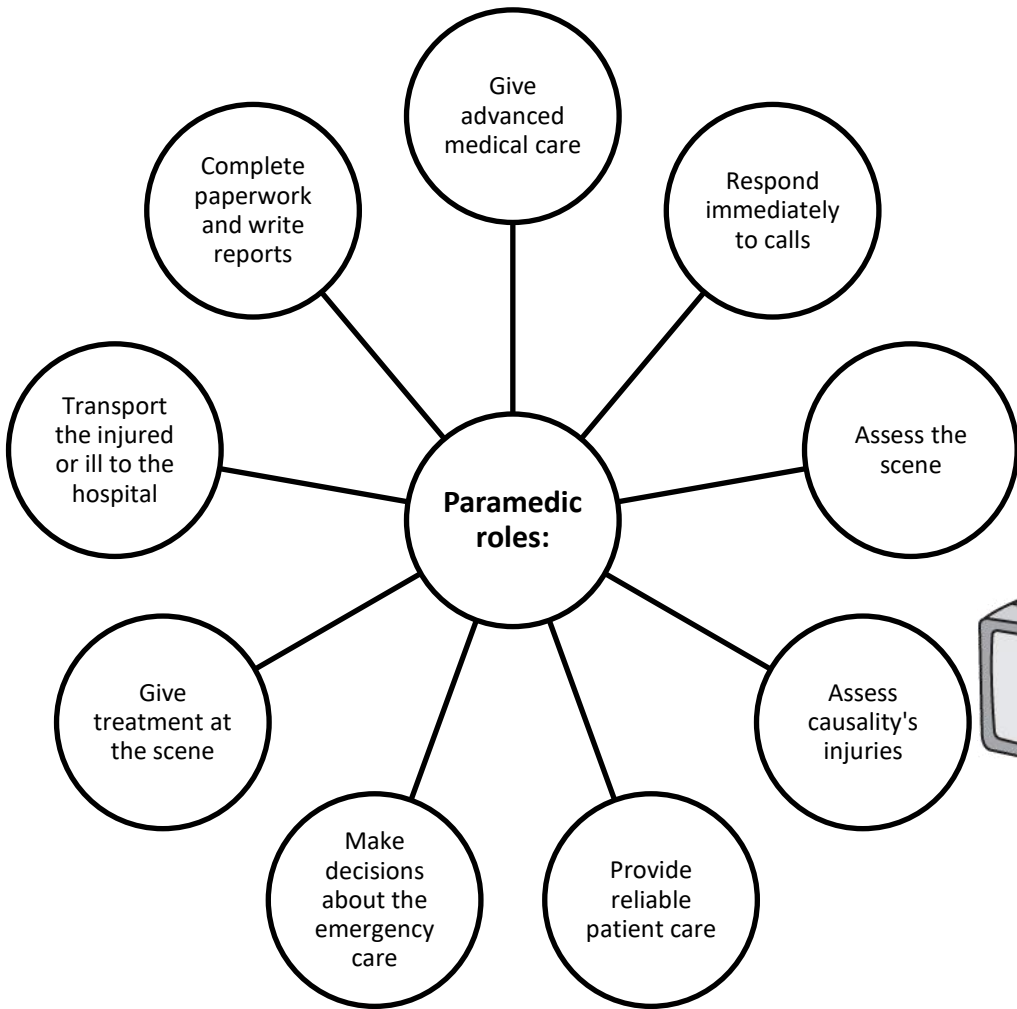 Paramedic
roles:
Give
advanced
medical care
Respond
immediately
to calls
Assess the
scene
Assess
causality's
injuries
Provide
reliable
patient care
Make
decisions
about the
emergency
care
Give
treatment at
the scene
Transport
the injured
or ill to the
hospital
Complete
paperwork
and write
reports